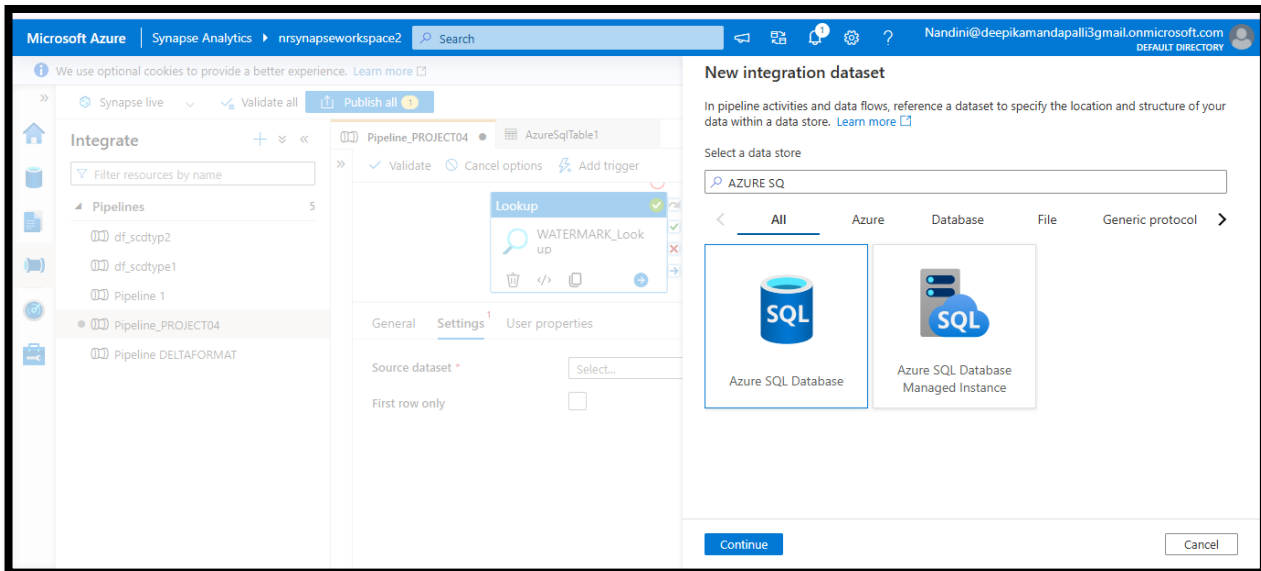 Microsoft Azure
Synapse Analytics
nrsynapseworkspace2
Search
1
Nandini@deepikamandapalli3gmail.onmicrosoft.com
DEFAULT DIRECTORY
We use optional cookies to provide a better experience. Learn more
Synapse live
Validate all
Publish all 1
Integrate
Filter resources by name
Pipelines 5
df_scdtyp2
df_scdtype1
Pipeline 1
Pipeline_PROJECT04
Pipeline DELTAFORMAT
Pipeline_PROJECT04
AzureSqlTable1
Validate
Cancel options
Add trigger
Lookup
WATERMARK_Look
up
General
Settings 1
User properties
Source dataset *
Select...
First row only
New integration dataset
In pipeline activities and data flows, reference a dataset to specify the location and structure of your
data within a data store. Learn more
Select a data store
AZURE SQ
All
Azure
Database
File
Generic protocol
SQL
Azure SQL Database
SQL
Azure SQL Database
Managed Instance
Continue
Cancel